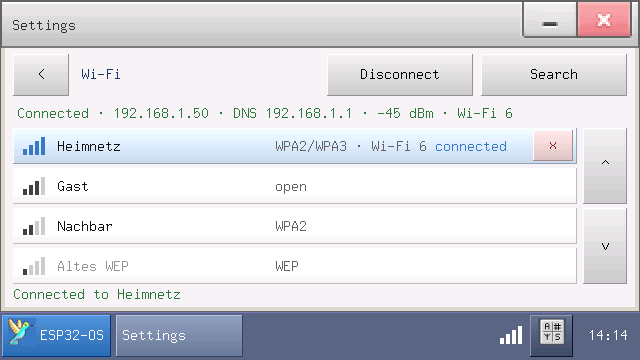 Settings
< Wi-Fi Disconnect Search
Connected · 192.168.1.50 · DNS 192.168.1.1 · -45 dBm · Wi-Fi 6
Heimnetz WPA2/WPA3 · Wi-Fi 6 connected x
Gast open
Nachbar WPA2
Altes WEP WEP
Connected to Heimnetz
ESP32-OS Settings A# TS 14:14